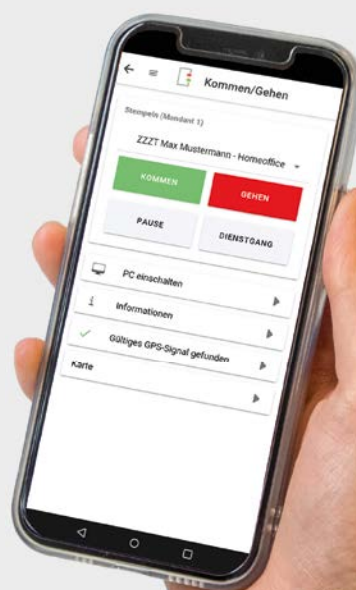 Kommen/Gehen
Stempeln (Mandant 1)
ZZZT Max Mustermann - Homeoffice
KOMMEN
GEHEN
PAUSE
DIENSTGANG
PC einschalten
Informationen
Gültiges GPS-Signal gefunden
Karte